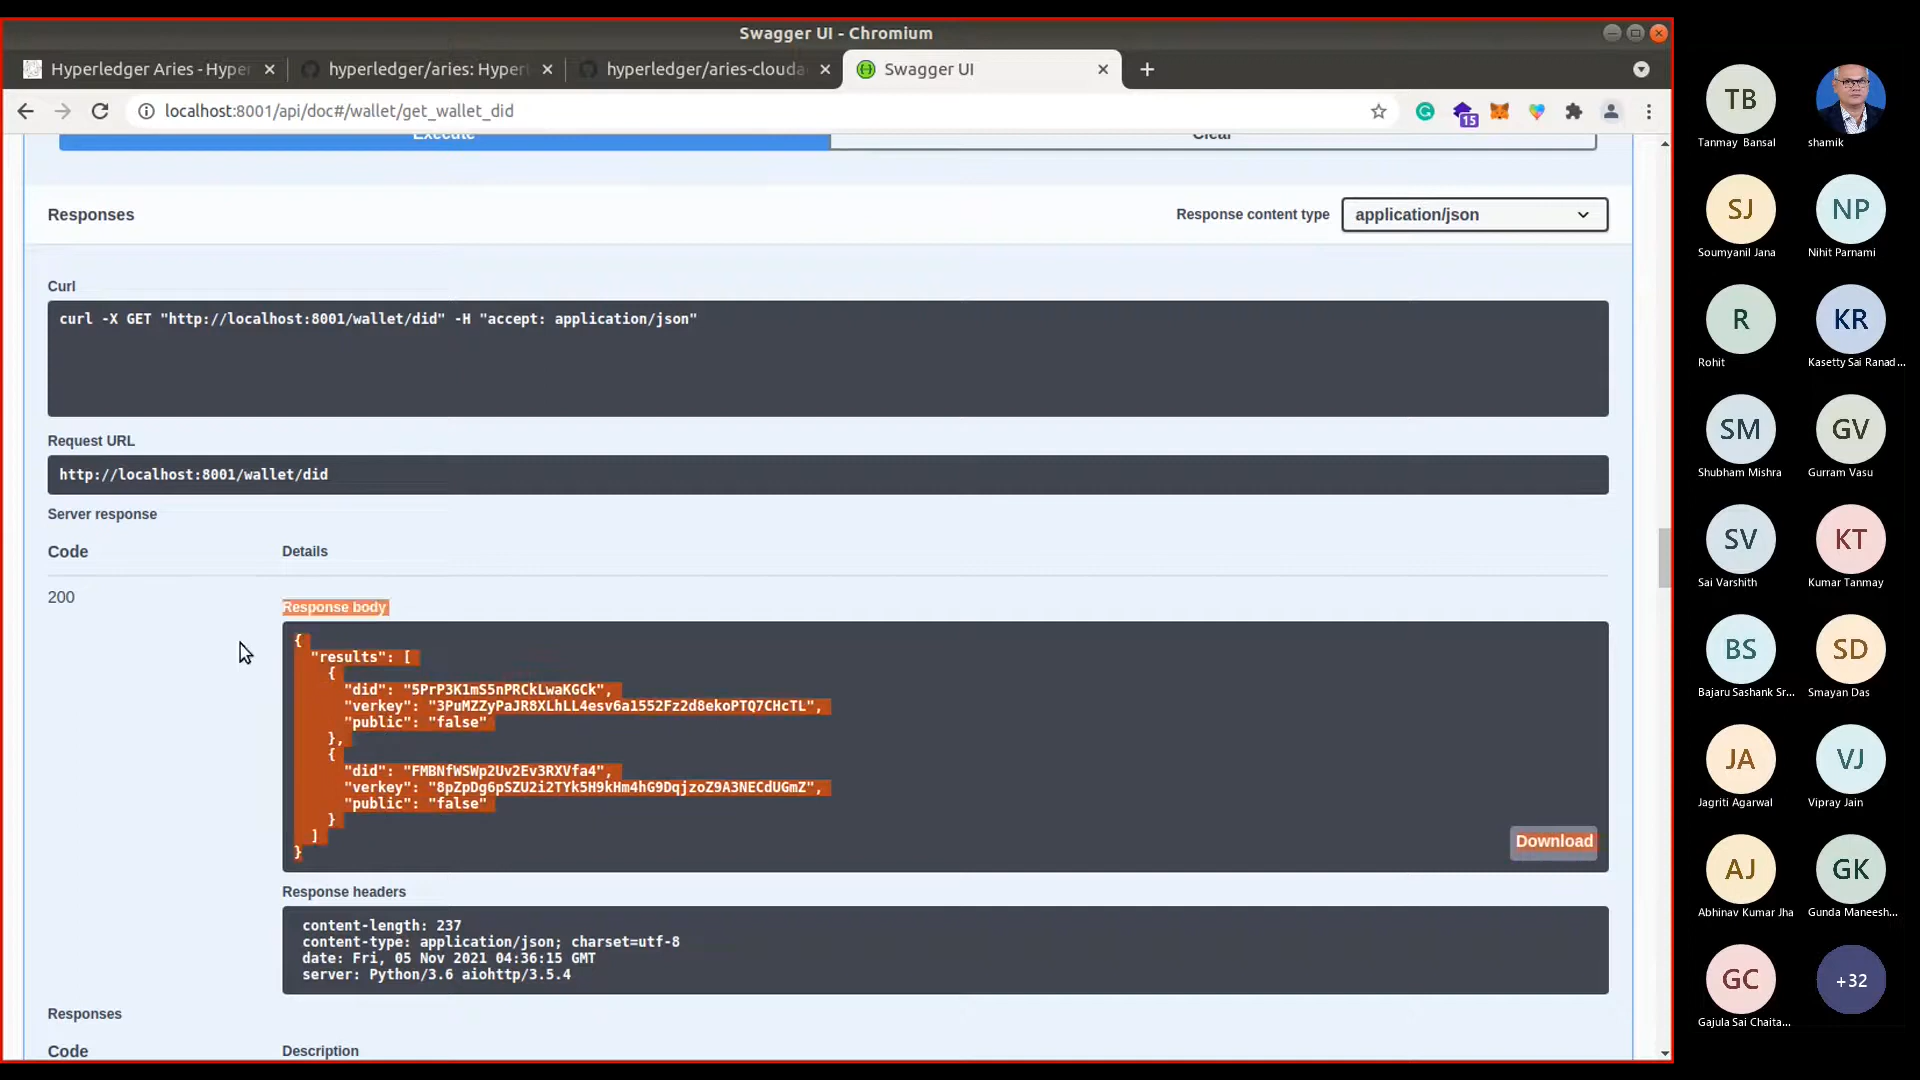 Swagger UI - Chromium
Hyperledger Aries - Hyper
hyperledger/aries: Hyperl
hyperledger/aries-clouda
Swagger UI
localhost:8001/api/doc#/wallet/get_wallet_did
15
Execute
Clear
Responses
Response content type
application/json
Curl
curl -X GET "http://localhost:8001/wallet/did" -H "accept: application/json"
Request URL
http://localhost:8001/wallet/did
Server response
Code
Details
200
Response body
{
"results": [
{
"did": "5PrP3K1mS5nPRCkLwaKGCk",
"verkey": "3PuMZZyPaJR8XLhLL4esv6a1552Fz2d8ekoPTQ7CHcTL",
"public": "false"
},
{
"did": "FMBNfWSWp2Uv2Ev3RXVfa4",
"verkey": "8pZpDg6pSZU2i2TYk5H9kHm4hG9DqjzoZ9A3NECdUGmZ",
"public": "false"
}
]
}
Download
Response headers
content-length: 237
content-type: application/json; charset=utf-8
date: Fri, 05 Nov 2021 04:36:15 GMT
server: Python/3.6 aiohttp/3.5.4
Responses
Code
Description
TB
Tanmay Bansal
shamik
SJ
Soumyanil Jana
NP
Nihit Parnami
R
Rohit
KR
Kasetty Sai Ranad...
SM
Shubham Mishra
GV
Gurram Vasu
SV
Sai Varshith
KT
Kumar Tanmay
BS
Bajaru Sashank Sr...
SD
Smayan Das
JA
Jagriti Agarwal
VJ
Vipray Jain
AJ
Abhinav Kumar Jha
GK
Gunda Maneesh...
GC
Gajula Sai Chaita...
+32